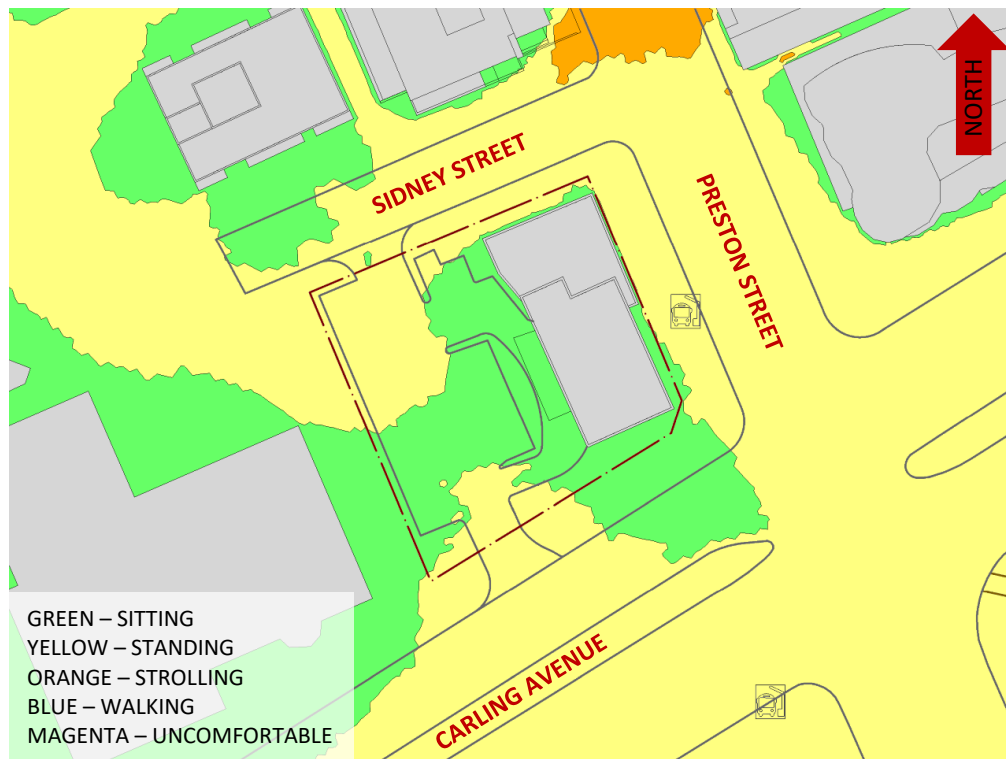 NORTH
SIDNEY STREET
PRESTON STREET
GREEN – SITTING
YELLOW – STANDING
ORANGE – STROLLING
BLUE – WALKING
MAGENTA – UNCOMFORTABLE
CARLING AVENUE